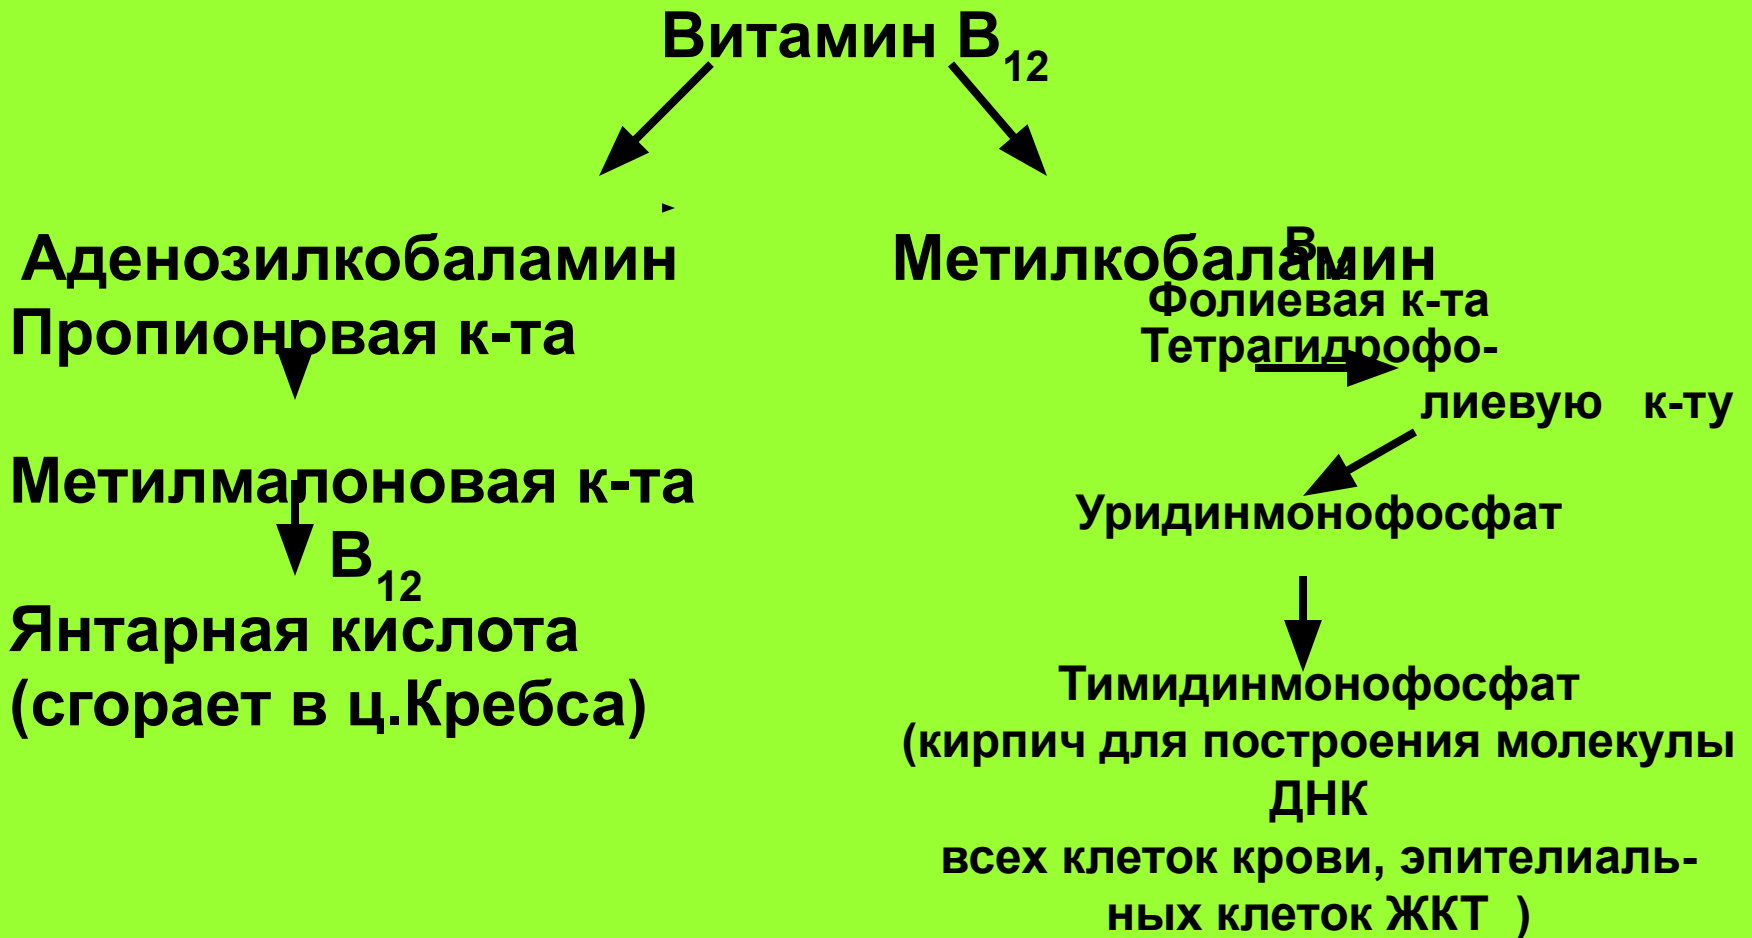 Витамин В12
Аденозилкобаламин
Пропионовая к-та
Метилмалоновая к-та
В12
Янтарная кислота
(сгорает в ц.Кребса)
Метилкобаламин
В12
Фолиевая к-та
Тетрагидрофо-
лиевую к-ту
Уридинмонофосфат
Тимидинмонофосфат
(кирпич для построения молекулы
ДНК
всех клеток крови, эпителиаль-
ных клеток ЖКТ )